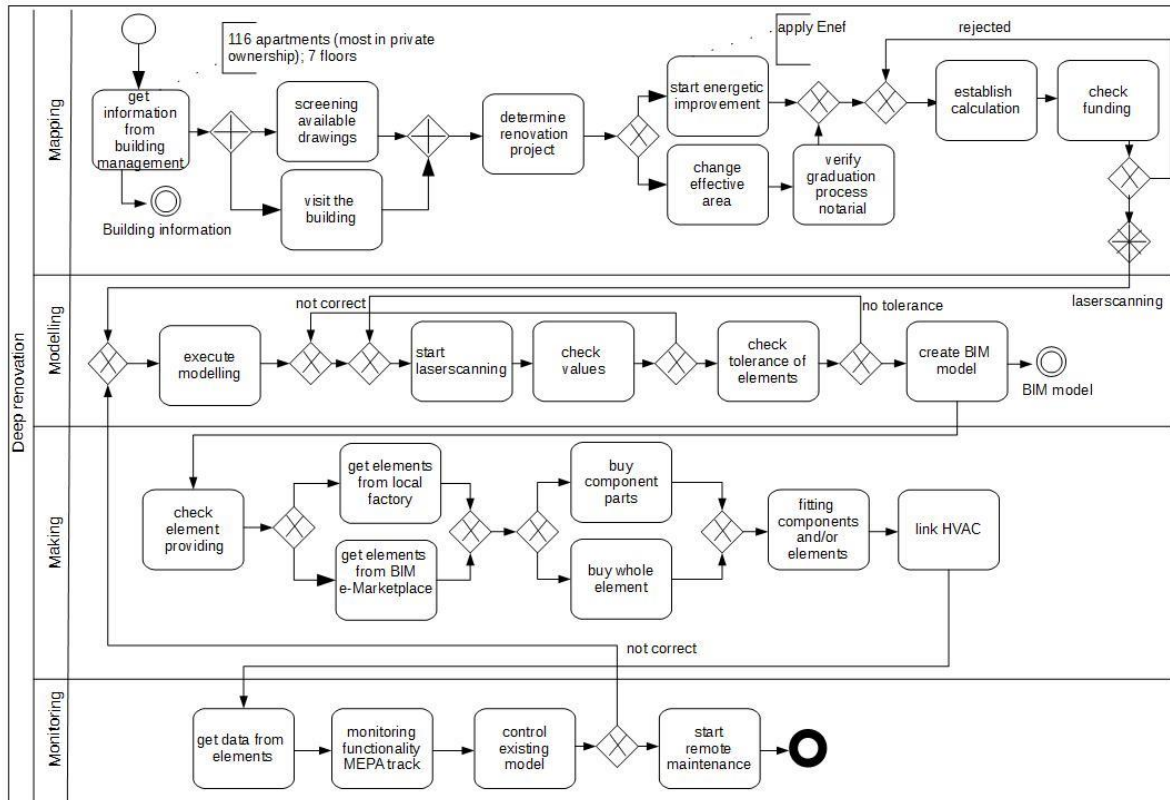 Deep renovation
Mapping
116 apartments (most in private
ownership); 7 floors
apply Enef
rejected
get
information
from
building
management
Building information
screening
available
drawings
visit the
building
determine
renovation
project
start energetic
improvement
change
effective
area
verify
graduation
process
notarial
establish
calculation
check
funding
laserscanning
Modelling
not correct
no tolerance
execute
modelling
start
laserscanning
check
values
check
tolerance of
elements
create BIM
model
BIM model
Making
check
element
providing
get elements
from local
factory
get elements
from BIM
e-Marketplace
buy
component
parts
buy whole
element
fitting
components
and/or
elements
link HVAC
not correct
Monitoring
get data from
elements
monitoring
functionality
MEPA track
control
existing
model
start
remote
maintenance